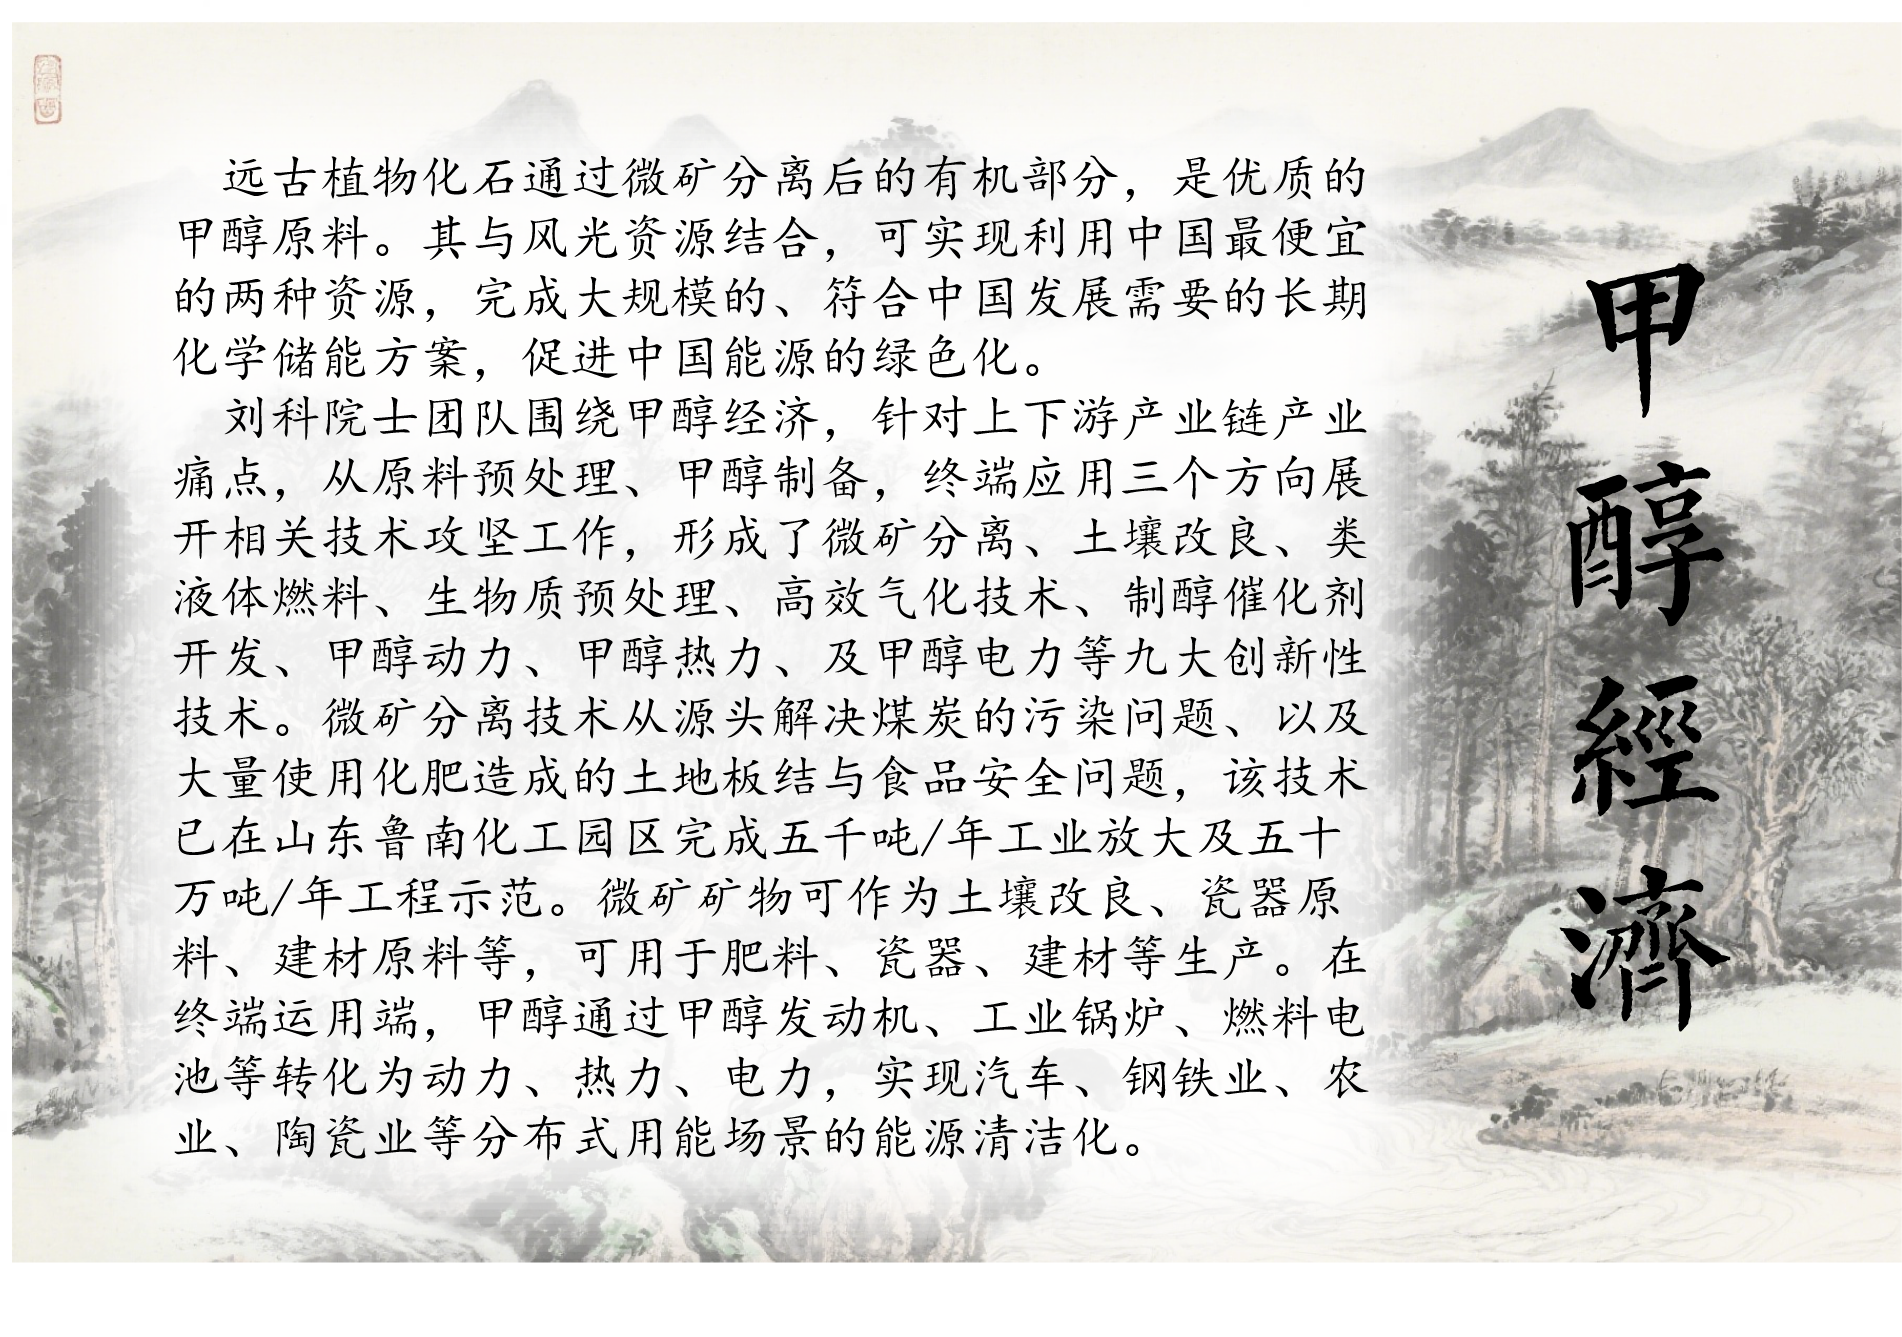 甲醇經濟
远古植物化石通过微矿分离后的有机部分，是优质的
甲醇原料。其与风光资源结合，可实现利用中国最便宜
的两种资源，完成大规模的、符合中国发展需要的长期
化学储能方案，促进中国能源的绿色化。
刘科院士团队围绕甲醇经济，针对上下游产业链产业
痛点，从原料预处理、甲醇制备，终端应用三个方向展
开相关技术攻坚工作，形成了微矿分离、土壤改良、类
液体燃料、生物质预处理、高效气化技术、制醇催化剂
开发、甲醇动力、甲醇热力、及甲醇电力等九大创新性
技术。微矿分离技术从源头解决煤炭的污染问题、以及
大量使用化肥造成的土地板结与食品安全问题，该技术
已在山东鲁南化工园区完成五千吨/年工业放大及五十
万吨/年工程示范。微矿矿物可作为土壤改良、瓷器原
料、建材原料等，可用于肥料、瓷器、建材等生产。在
终端运用端，甲醇通过甲醇发动机、工业锅炉、燃料电
池等转化为动力、热力、电力，实现汽车、钢铁业、农
业、陶瓷业等分布式用能场景的能源清洁化。